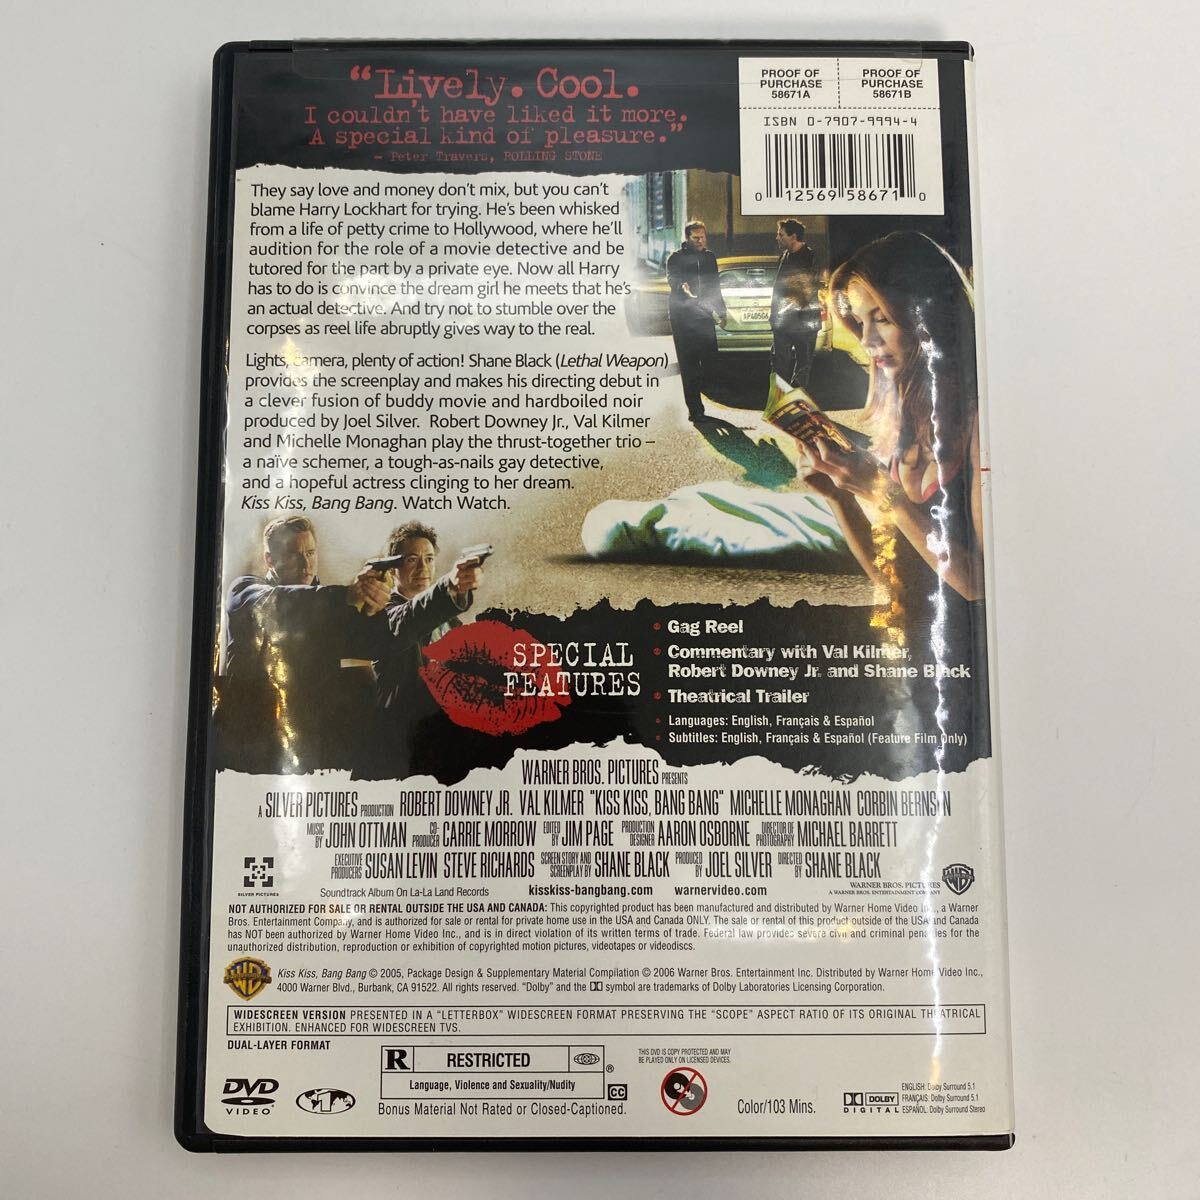 “Lively. Cool.
I couldn't have liked it more.
A special kind of pleasure.”
– Peter Travers, ROLLING STONE
PROOF OF PURCHASE 58671A
PROOF OF PURCHASE 58671B
ISBN 0-7907-9994-4
0 12569 58671 0
They say love and money don't mix, but you can't
blame Harry Lockhart for trying. He's been whisked
from a life of petty crime to Hollywood, where he'll
audition for the role of a movie detective and be
tutored for the part by a private eye. Now all Harry
has to do is convince the dream girl he meets that he's
an actual detective. And try not to stumble over the
corpses as reel life abruptly gives way to the real.
Lights, camera, plenty of action! Shane Black (Lethal Weapon)
provides the screenplay and makes his directing debut in
a clever fusion of buddy movie and hardboiled noir
produced by Joel Silver. Robert Downey Jr., Val Kilmer
and Michelle Monaghan play the thrust-together trio –
a naïve schemer, a tough-as-nails gay detective,
and a hopeful actress clinging to her dream.
Kiss Kiss, Bang Bang. Watch Watch.
SPECIAL
FEATURES
Gag Reel
Commentary with Val Kilmer,
Robert Downey Jr. and Shane Black
Theatrical Trailer
Languages: English, Français & Español
Subtitles: English, Français & Español (Feature Film Only)
WARNER BROS. PICTURES PRESENTS
A SILVER PICTURES PRODUCTION ROBERT DOWNEY JR. VAL KILMER "KISS KISS, BANG BANG" MICHELLE MONAGHAN CORBIN BERNSEN
MUSIC BY JOHN OTTMAN CO-PRODUCER CARRIE MORROW EDITED BY JIM PAGE PRODUCTION DESIGNER AARON OSBORNE DIRECTOR OF PHOTOGRAPHY MICHAEL BARRETT
EXECUTIVE PRODUCERS SUSAN LEVIN STEVE RICHARDS SCREEN STORY AND SCREENPLAY BY SHANE BLACK PRODUCED BY JOEL SILVER DIRECTED BY SHANE BLACK
SILVER PICTURES
Soundtrack Album On La-La Land Records
kisskiss-bangbang.com
warnervideo.com
WARNER BROS. PICTURES
A WARNER BROS. ENTERTAINMENT COMPANY
NOT AUTHORIZED FOR SALE OR RENTAL OUTSIDE THE USA AND CANADA: This copyrighted product has been manufactured and distributed by Warner Home Video Inc., a Warner
Bros. Entertainment Company, and is authorized for sale or rental for private home use in the USA and Canada ONLY. The sale or rental of this product outside of the USA and Canada
has NOT been authorized by Warner Home Video Inc., and is in direct violation of its written terms of trade. Federal law provides severe civil and criminal penalties for the
unauthorized distribution, reproduction or exhibition of copyrighted motion pictures, videotapes or videodiscs.
Kiss Kiss, Bang Bang © 2005, Package Design & Supplementary Material Compilation © 2006 Warner Bros. Entertainment Inc. Distributed by Warner Home Video Inc.,
4000 Warner Blvd., Burbank, CA 91522. All rights reserved. “Dolby” and the DD symbol are trademarks of Dolby Laboratories Licensing Corporation.
WIDESCREEN VERSION PRESENTED IN A “LETTERBOX” WIDESCREEN FORMAT PRESERVING THE “SCOPE” ASPECT RATIO OF ITS ORIGINAL THEATRICAL
EXHIBITION. ENHANCED FOR WIDESCREEN TVS.
DUAL-LAYER FORMAT
DVD
VIDEO
1
R RESTRICTED ®
Language, Violence and Sexuality/Nudity
CC
Bonus Material Not Rated or Closed-Captioned.
THIS DVD IS COPY PROTECTED AND MAY
BE PLAYED ONLY ON LICENSED DEVICES.
Color/103 Mins.
DOLBY
DIGITAL
ENGLISH: Dolby Surround 5.1
FRANÇAIS: Dolby Surround 5.1
ESPAÑOL: Dolby Surround Stereo